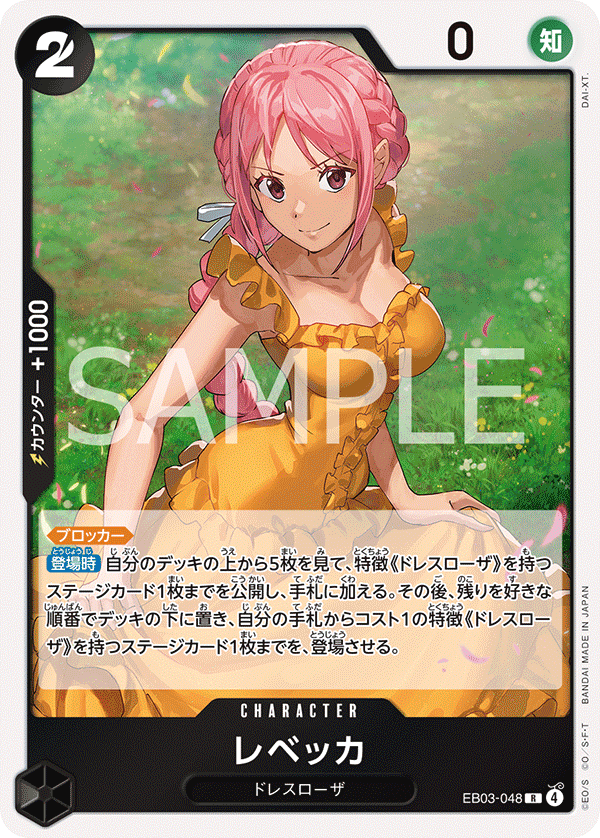 2
0
知
DAI-XT.
カウンター +1000
SAMPLE
ブロッカー
登場時 自分のデッキの上から5枚を見て、特徴《ドレスローザ》を持つ
ステージカード1枚までを公開し、手札に加える。その後、残りを好きな
順番でデッキの下に置き、自分の手札からコスト1の特徴《ドレスロー
ザ》を持つステージカード1枚までを、登場させる。
CHARACTER
レベッカ
ドレスローザ
EB03-048 R 4
©E.O/S ©O/S・F・T BANDAI MADE IN JAPAN